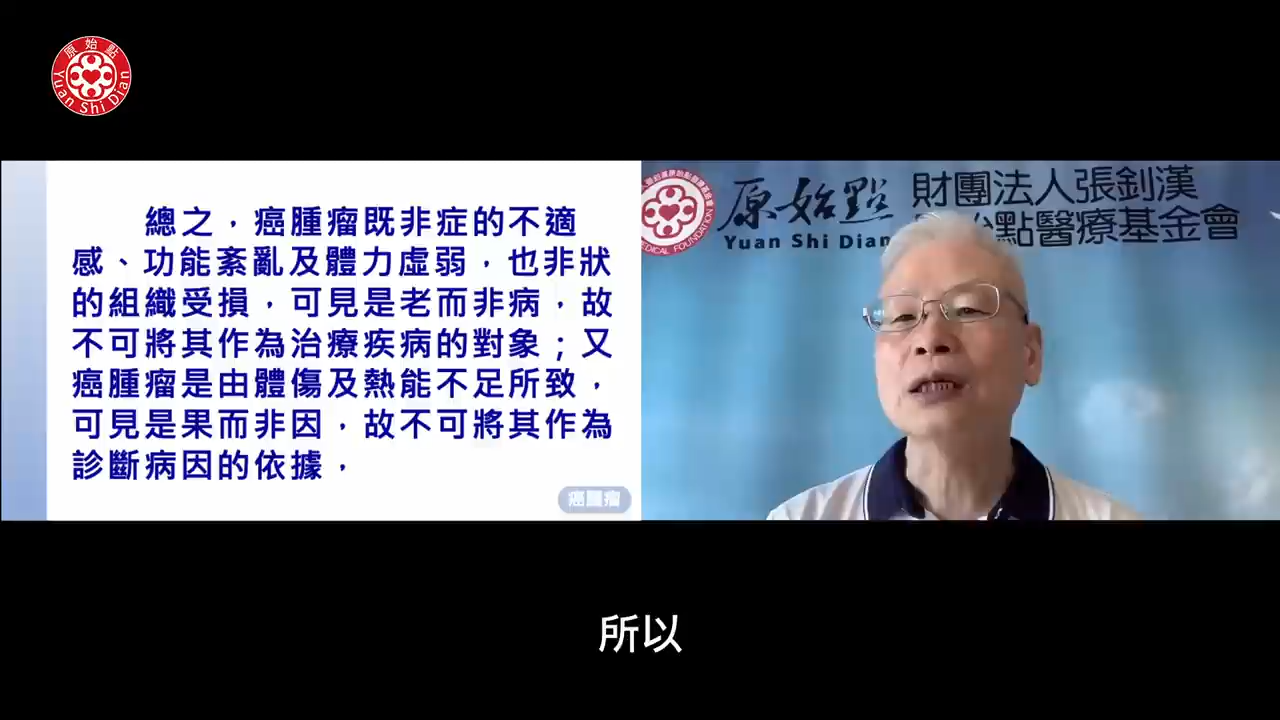 原始點
Yuan Shi Dian
總之，癌腫瘤既非症的不適
感、功能紊亂及體力虛弱，也非狀
的組織受損，可見是老而非病，故
不可將其作為治療疾病的對象；又
癌腫瘤是由體傷及熱能不足所致，
可見是果而非因，故不可將其作為
診斷病因的依據，
癌腫瘤
原始點
Yuan Shi Dian
財團法人張釗漢
點醫療基金會
所以